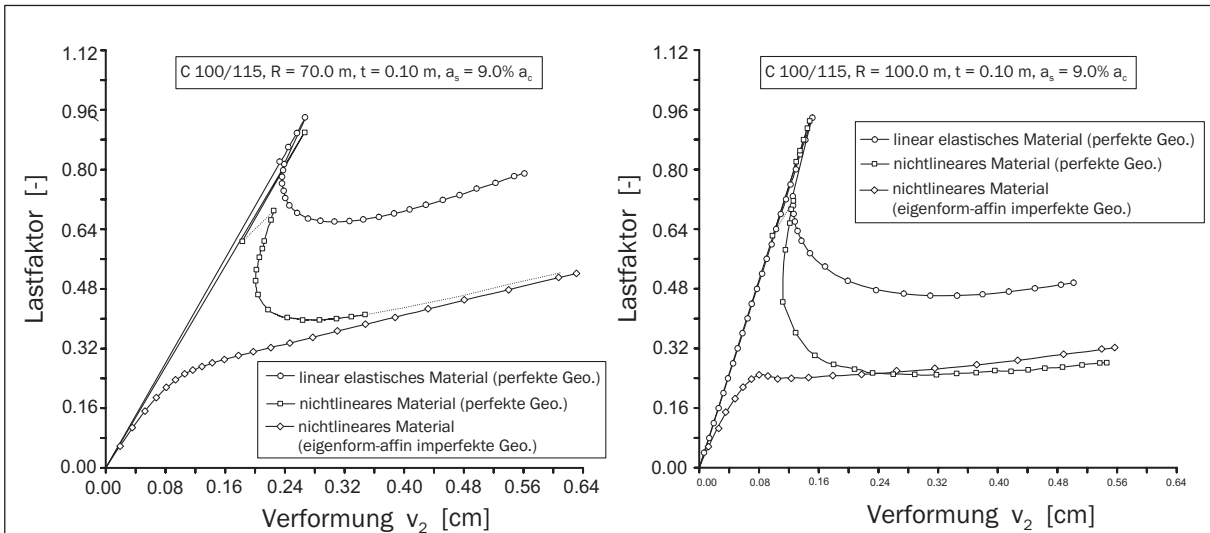 C 100/115, R = 70.0 m, t = 0.10 m, aₛ = 9.0% a꜀
Lastfaktor [-]
1.12
0.96
0.80
0.64
0.48
0.32
0.16
0.00
linear elastisches Material (perfekte Geo.)
nichtlineares Material (perfekte Geo.)
nichtlineares Material
(eigenform-affin imperfekte Geo.)
0.00 0.08 0.16 0.24 0.32 0.40 0.48 0.56 0.64
Verformung v₂ [cm]
C 100/115, R = 100.0 m, t = 0.10 m, aₛ = 9.0% a꜀
Lastfaktor [-]
1.12
0.96
0.80
0.64
0.48
0.32
0.16
0.00
linear elastisches Material (perfekte Geo.)
nichtlineares Material (perfekte Geo.)
nichtlineares Material
(eigenform-affin imperfekte Geo.)
0.00 0.08 0.16 0.24 0.32 0.40 0.48 0.56 0.64
Verformung v₂ [cm]